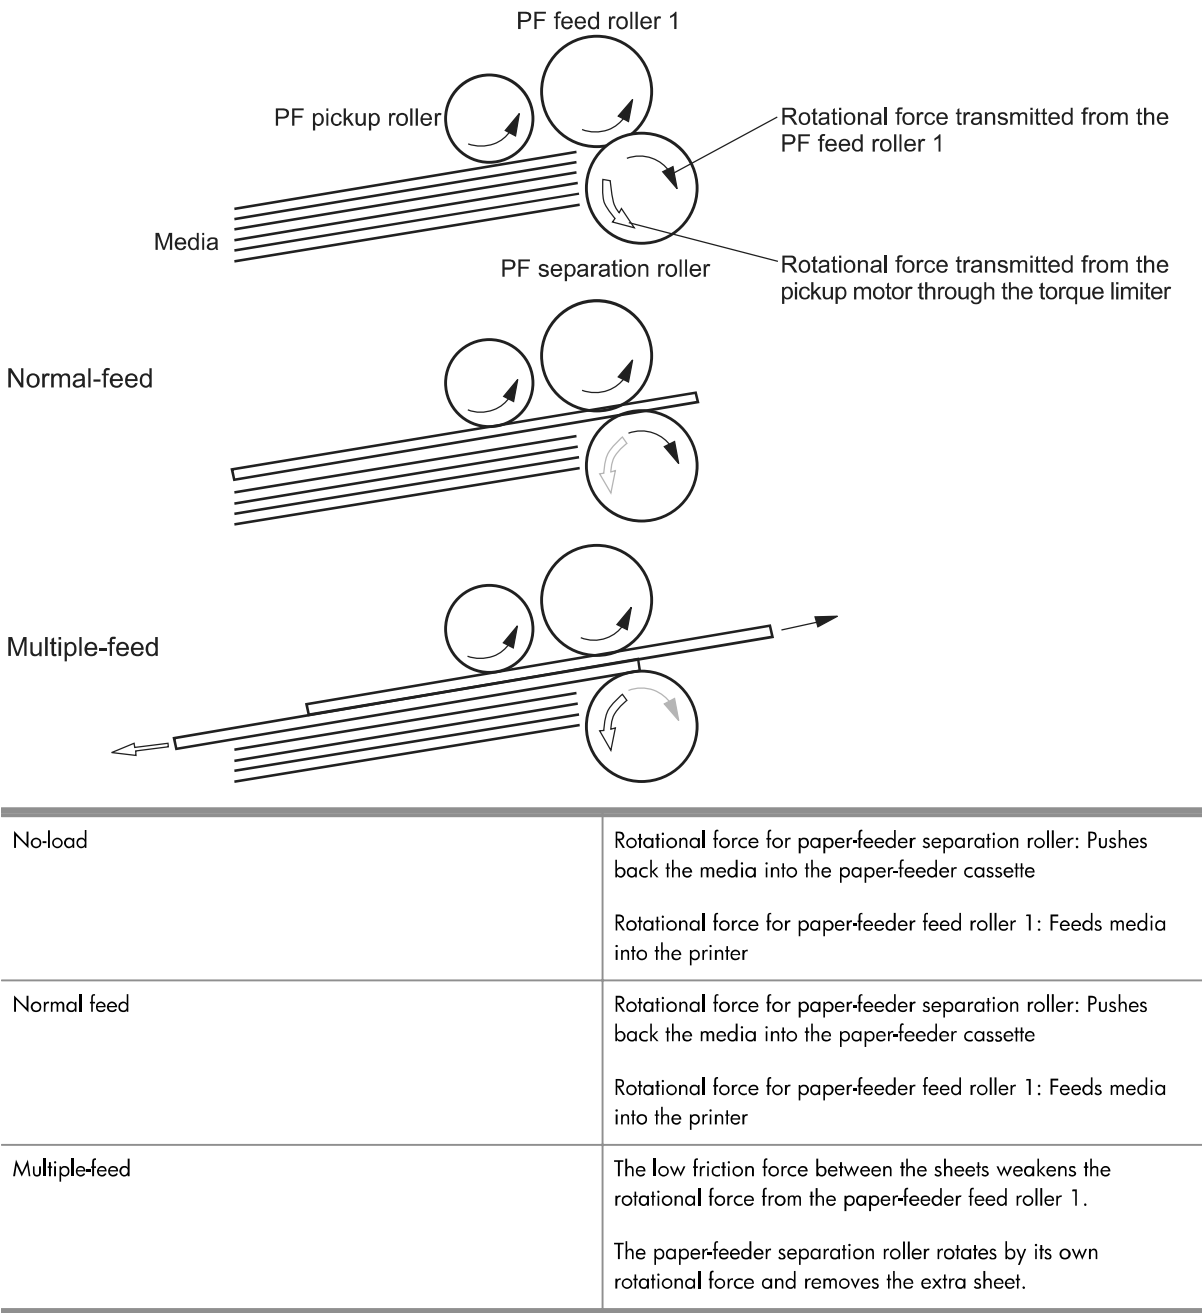 PF feed roller 1
PF pickup roller
Rotational force transmitted from the
PF feed roller 1
Media
PF separation roller
Rotational force transmitted from the
pickup motor through the torque limiter
Normal-feed
Multiple-feed
No-load
Rotational force for paper-feeder separation roller: Pushes
back the media into the paper-feeder cassette
Rotational force for paper-feeder feed roller 1: Feeds media
into the printer
Normal feed
Rotational force for paper-feeder separation roller: Pushes
back the media into the paper-feeder cassette
Rotational force for paper-feeder feed roller 1: Feeds media
into the printer
Multiple-feed
The low friction force between the sheets weakens the
rotational force from the paper-feeder feed roller 1.
The paper-feeder separation roller rotates by its own
rotational force and removes the extra sheet.